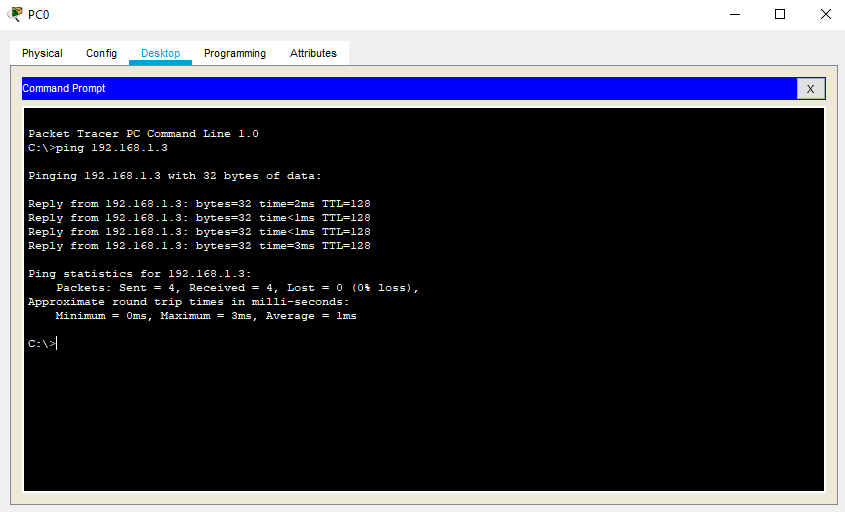 PC0
Physical Config Desktop Programming Attributes
Command Prompt X
Packet Tracer PC Command Line 1.0
C:\>ping 192.168.1.3
Pinging 192.168.1.3 with 32 bytes of data:
Reply from 192.168.1.3: bytes=32 time=2ms TTL=128
Reply from 192.168.1.3: bytes=32 time<1ms TTL=128
Reply from 192.168.1.3: bytes=32 time<1ms TTL=128
Reply from 192.168.1.3: bytes=32 time=3ms TTL=128
Ping statistics for 192.168.1.3:
Packets: Sent = 4, Received = 4, Lost = 0 (0% loss),
Approximate round trip times in milli-seconds:
Minimum = 0ms, Maximum = 3ms, Average = 1ms
C:\>